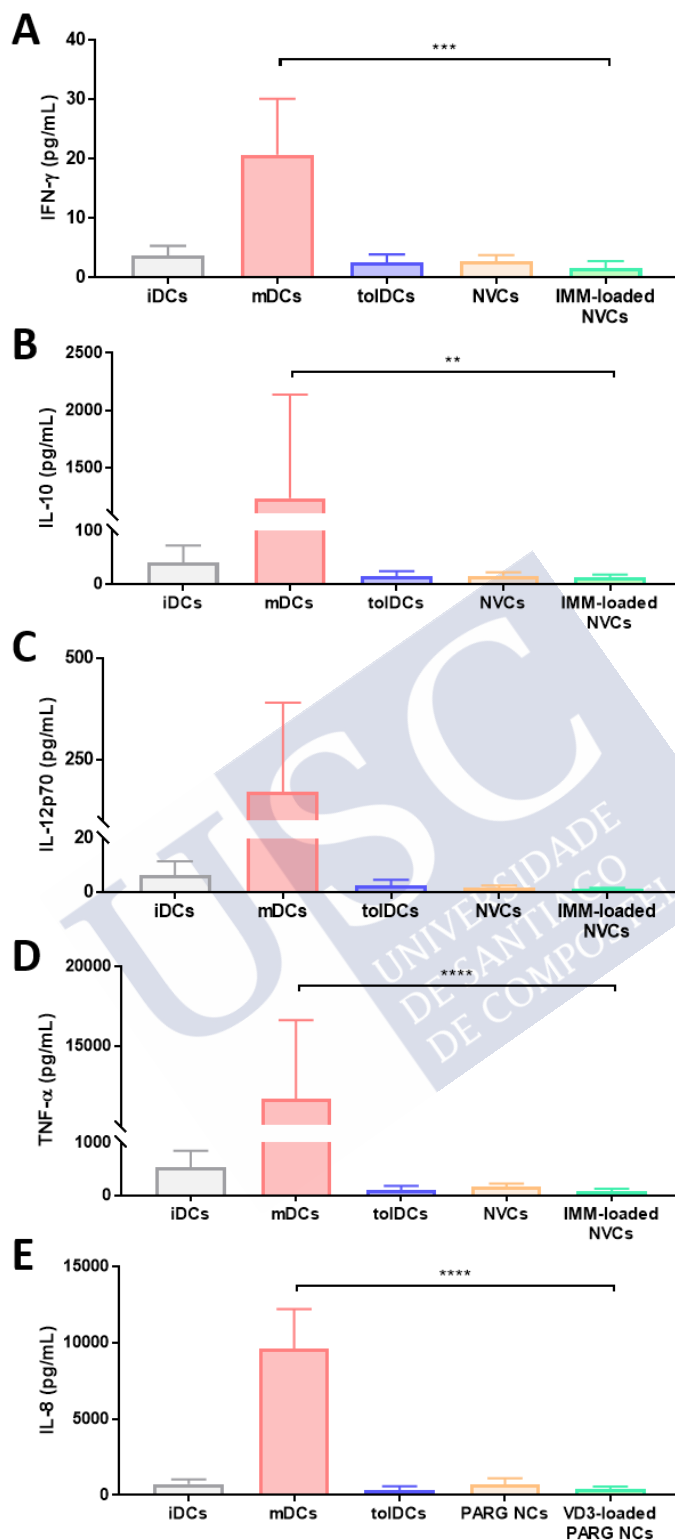 A
IFN-γ (pg/mL)
40
30
20
10
0
***
iDCs mDCs tolDCs NVCs IMM-loaded
NVCs
B
IL-10 (pg/mL)
2500
2000
1500
100
0
**
iDCs mDCs tolDCs NVCs IMM-loaded
NVCs
C
IL-12p70 (pg/mL)
500
250
20
0
iDCs mDCs tolDCs NVCs IMM-loaded
NVCs
D
TNF-α (pg/mL)
20000
15000
1000
0
****
iDCs mDCs tolDCs NVCs IMM-loaded
NVCs
E
IL-8 (pg/mL)
15000
10000
5000
0
****
iDCs mDCs tolDCs PARG NCs VD3-loaded
PARG NCs
USC
UNIVERSIDADE
DE SANTIAGO
DE COMPOSTEL